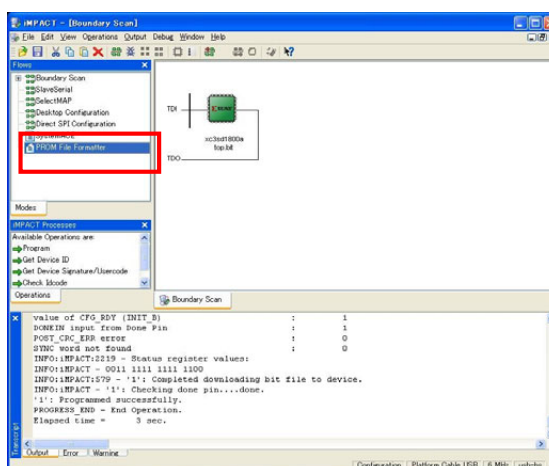 iMPACT - [Boundary Scan]
File Edit View Operations Output Debug Window Help
Flows
Boundary Scan
SlaveSerial
SelectMAP
Desktop Configuration
Direct SPI Configuration
SystemACE
PROM File Formatter
Modes
TDI
XILINX
xc3sd1800a
top.bit
TDO
iMPACT Processes
Available Operations are:
Program
Get Device ID
Get Device Signature/Usercode
Check Idcode
Operations
Boundary Scan
value of CFG_RDY (INIT_B) : 1
DONEIN input from Done Pin : 1
POST_CRC_ERR error : 0
SYNC word not found : 0
INFO:iMPACT:2219 - Status register values:
INFO:iMPACT - 0011 1111 1111 1100
INFO:iMPACT:579 - '1': Completed downloading bit file to device.
INFO:iMPACT - '1': Checking done pin....done.
'1': Programmed successfully.
PROGRESS_END - End Operation.
Elapsed time = 3 sec.
Transcript
Output Error Warning
Configuration Platform Cable USB 6 MHz